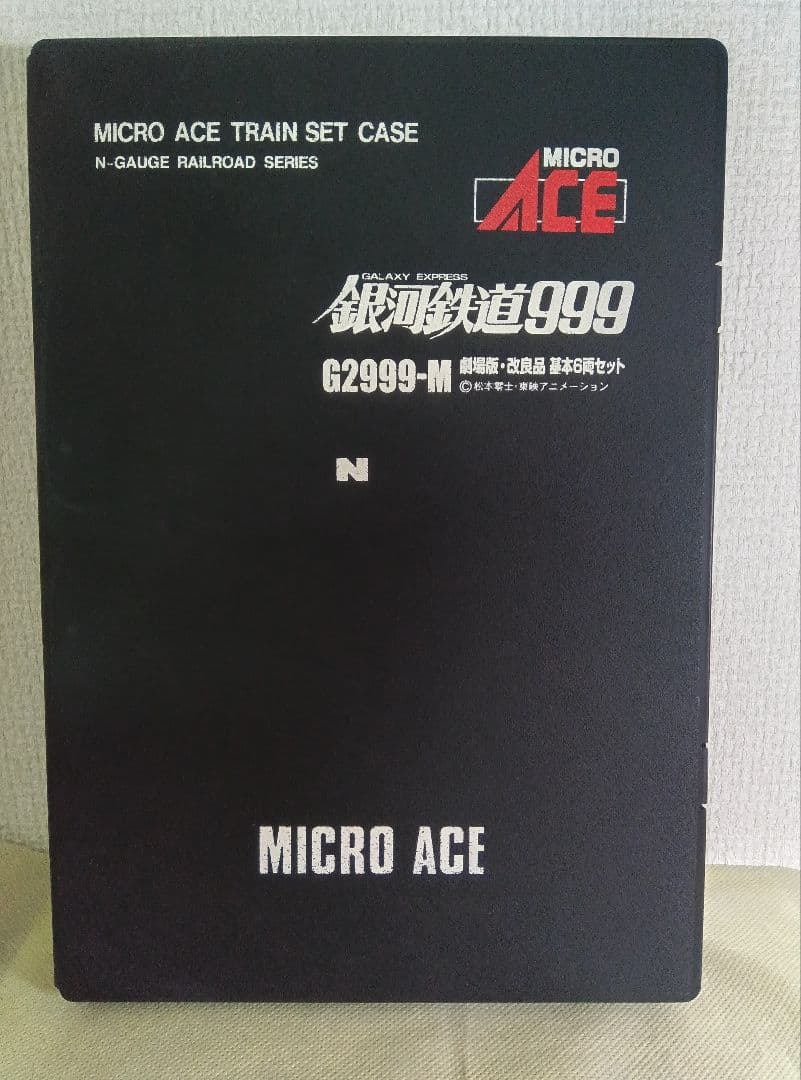 MICRO ACE TRAIN SET CASE
N-GAUGE RAILROAD SERIES
MICRO
ACE
GALAXY EXPRESS
銀河鉄道999
G2999-M 劇場版・改良品 基本6両セット
©松本零士・東映アニメーション
N
MICRO ACE